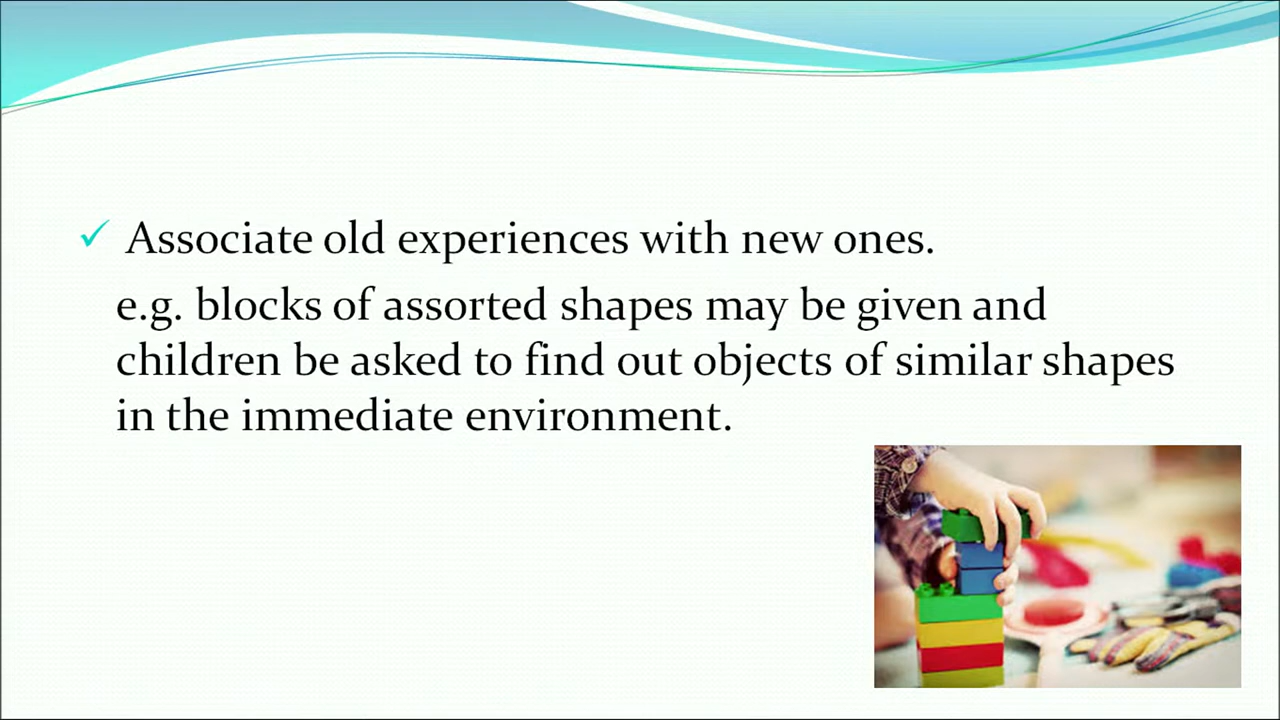 ✓ Associate old experiences with new ones.
e.g. blocks of assorted shapes may be given and
children be asked to find out objects of similar shapes
in the immediate environment.